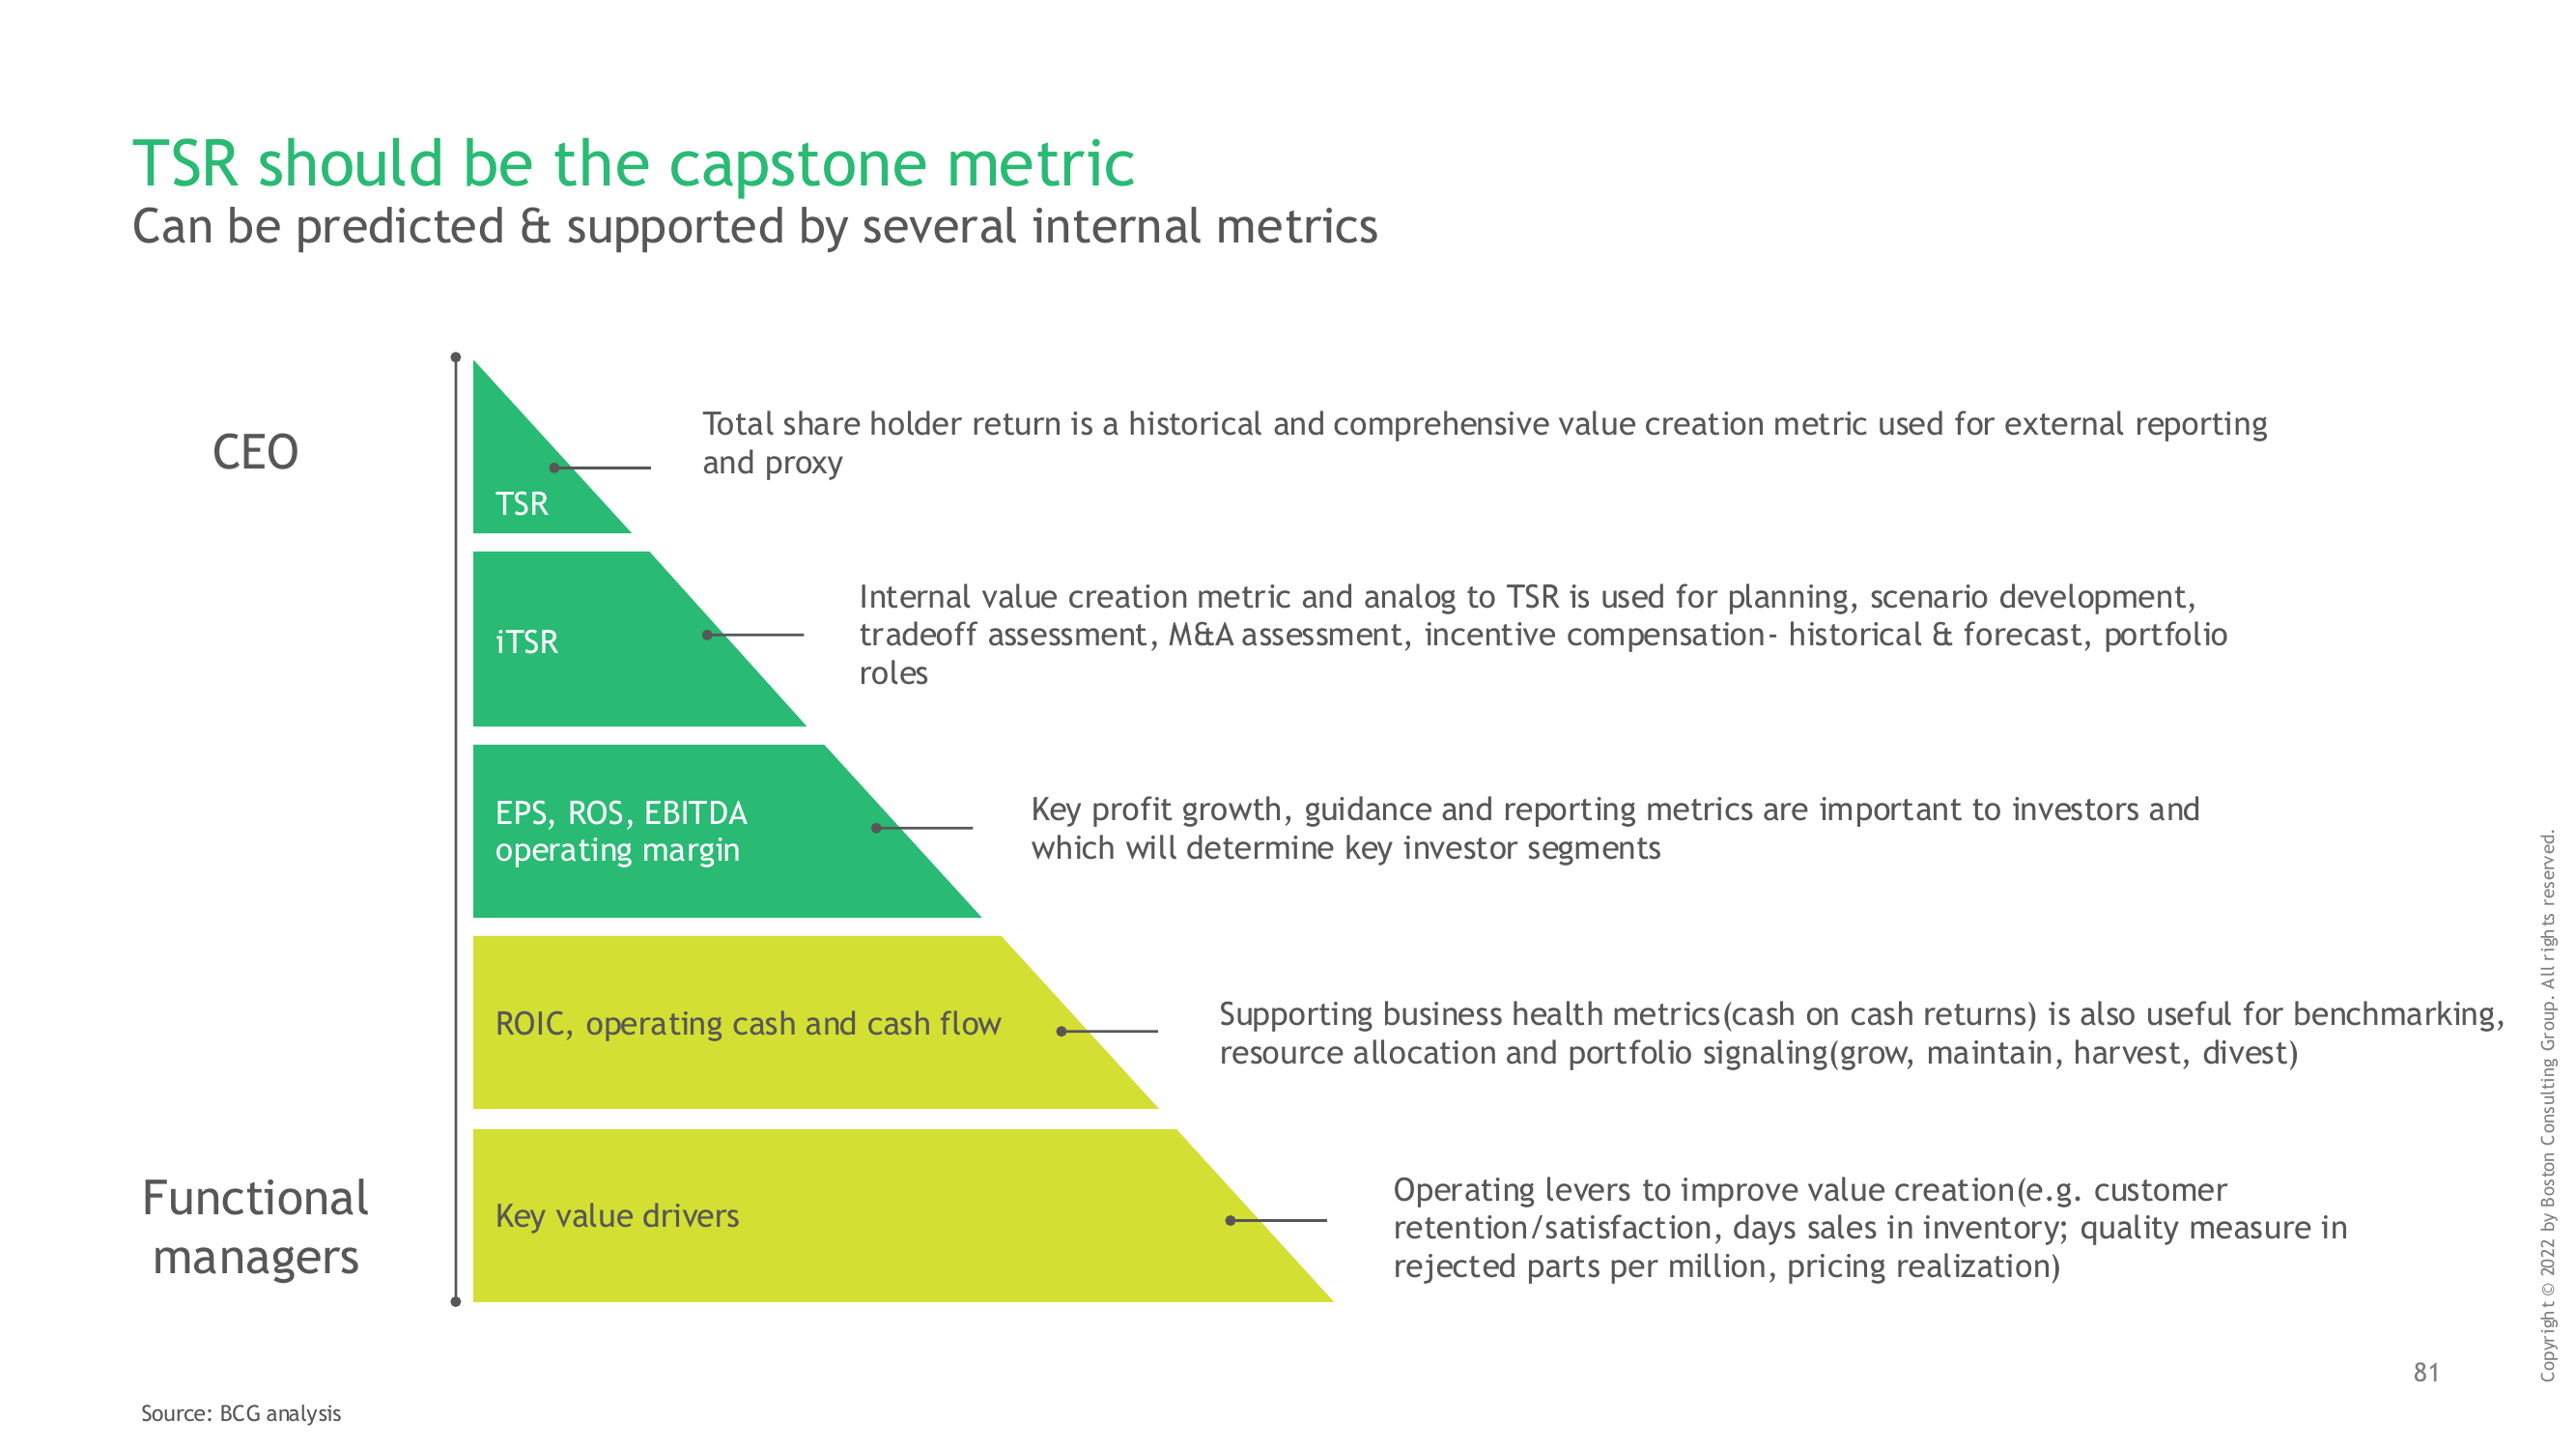 TSR should be the capstone metric
Can be predicted & supported by several internal metrics
CEO
TSR
Total share holder return is a historical and comprehensive value creation metric used for external reporting
and proxy
iTSR
Internal value creation metric and analog to TSR is used for planning, scenario development,
tradeoff assessment, M&A assessment, incentive compensation- historical & forecast, portfolio
roles
EPS, ROS, EBITDA
operating margin
Key profit growth, guidance and reporting metrics are important to investors and
which will determine key investor segments
ROIC, operating cash and cash flow
Supporting business health metrics(cash on cash returns) is also useful for benchmarking,
resource allocation and portfolio signaling(grow, maintain, harvest, divest)
Functional
managers
Key value drivers
Operating levers to improve value creation(e.g. customer
retention/satisfaction, days sales in inventory; quality measure in
rejected parts per million, pricing realization)
Source: BCG analysis
81
Copyright © 2022 by Boston Consulting Group. All rights reserved.